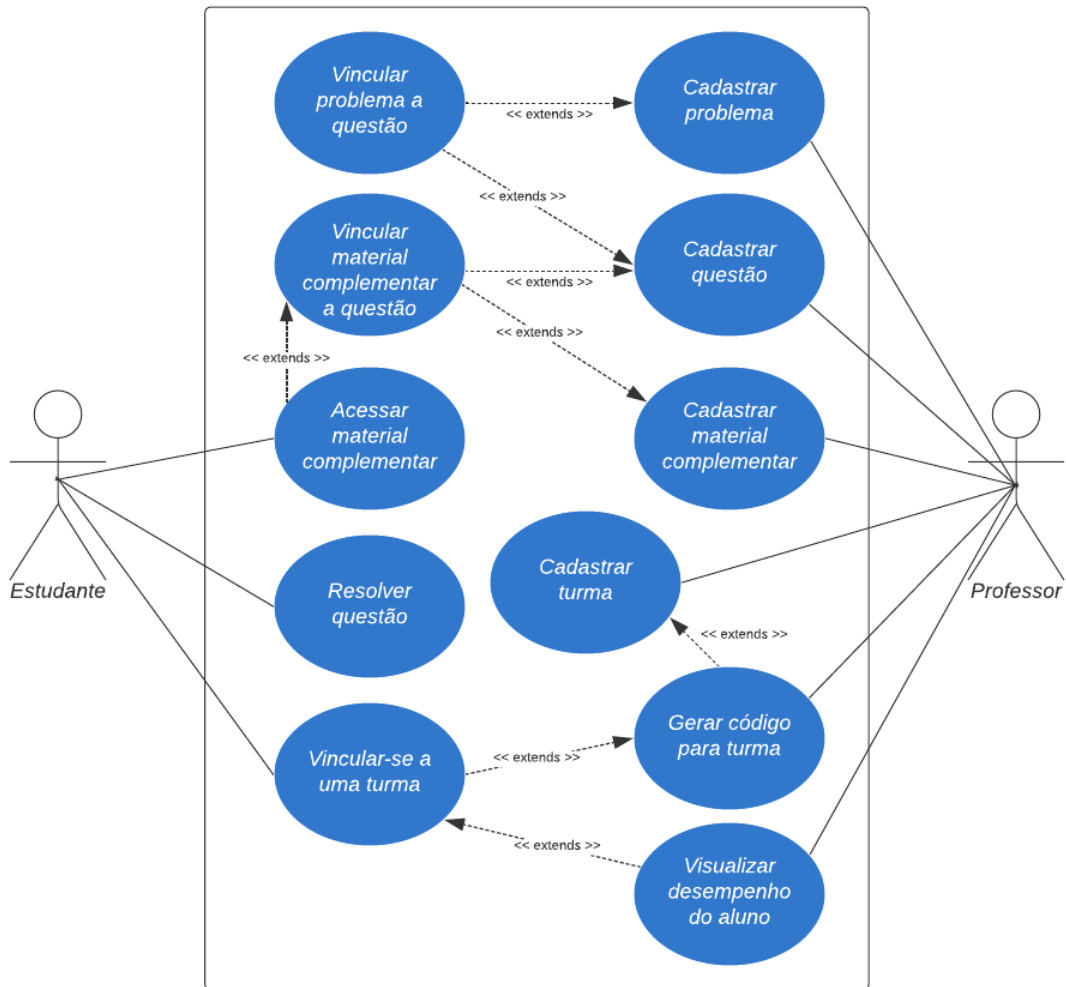 Vincular
problema a
questão
<< extends >>
Cadastrar
problema
<< extends >>
Vincular
material
complementar
a questão
<< extends >>
Cadastrar
questão
<< extends >>
<< extends >>
Acessar
material
complementar
Cadastrar
material
complementar
Estudante
Resolver
questão
Cadastrar
turma
Professor
<< extends >>
Vincular-se a
uma turma
<< extends >>
Gerar código
para turma
<< extends >>
Visualizar
desempenho
do aluno